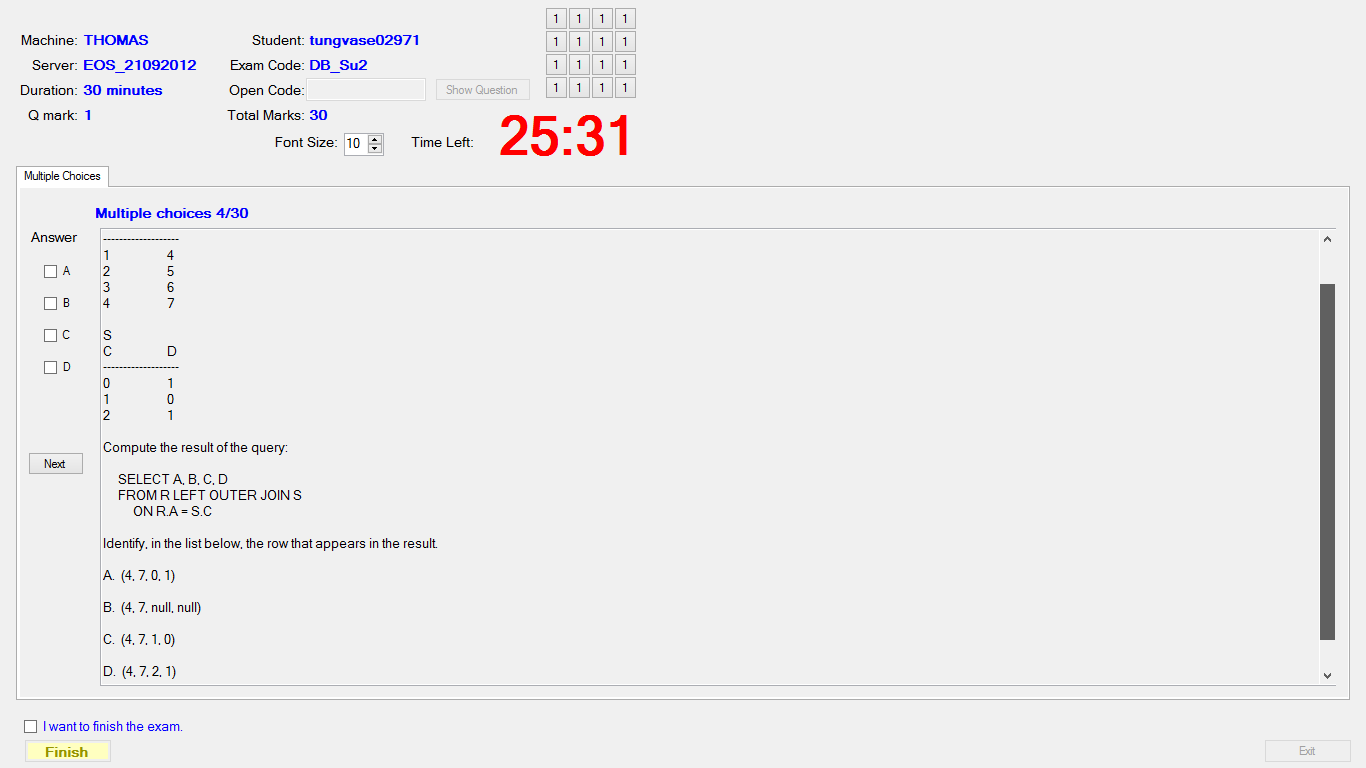 Machine: THOMAS
Student: tungvase02971
Server: EOS_21092012
Exam Code: DB_Su2
Duration: 30 minutes
Open Code:
Show Question
Q mark: 1
Total Marks: 30
1 1 1 1
1 1 1 1
1 1 1 1
1 1 1 1
Font Size: 10
Time Left: 25:31
Multiple Choices
Multiple choices 4/30
Answer
A
B
C
D
Next
-------------------
1 4
2 5
3 6
4 7
S
C D
-------------------
0 1
1 0
2 1
Compute the result of the query:
SELECT A, B, C, D
FROM R LEFT OUTER JOIN S
ON R.A = S.C
Identify, in the list below, the row that appears in the result.
A. (4, 7, 0, 1)
B. (4, 7, null, null)
C. (4, 7, 1, 0)
D. (4, 7, 2, 1)
I want to finish the exam.
Finish
Exit